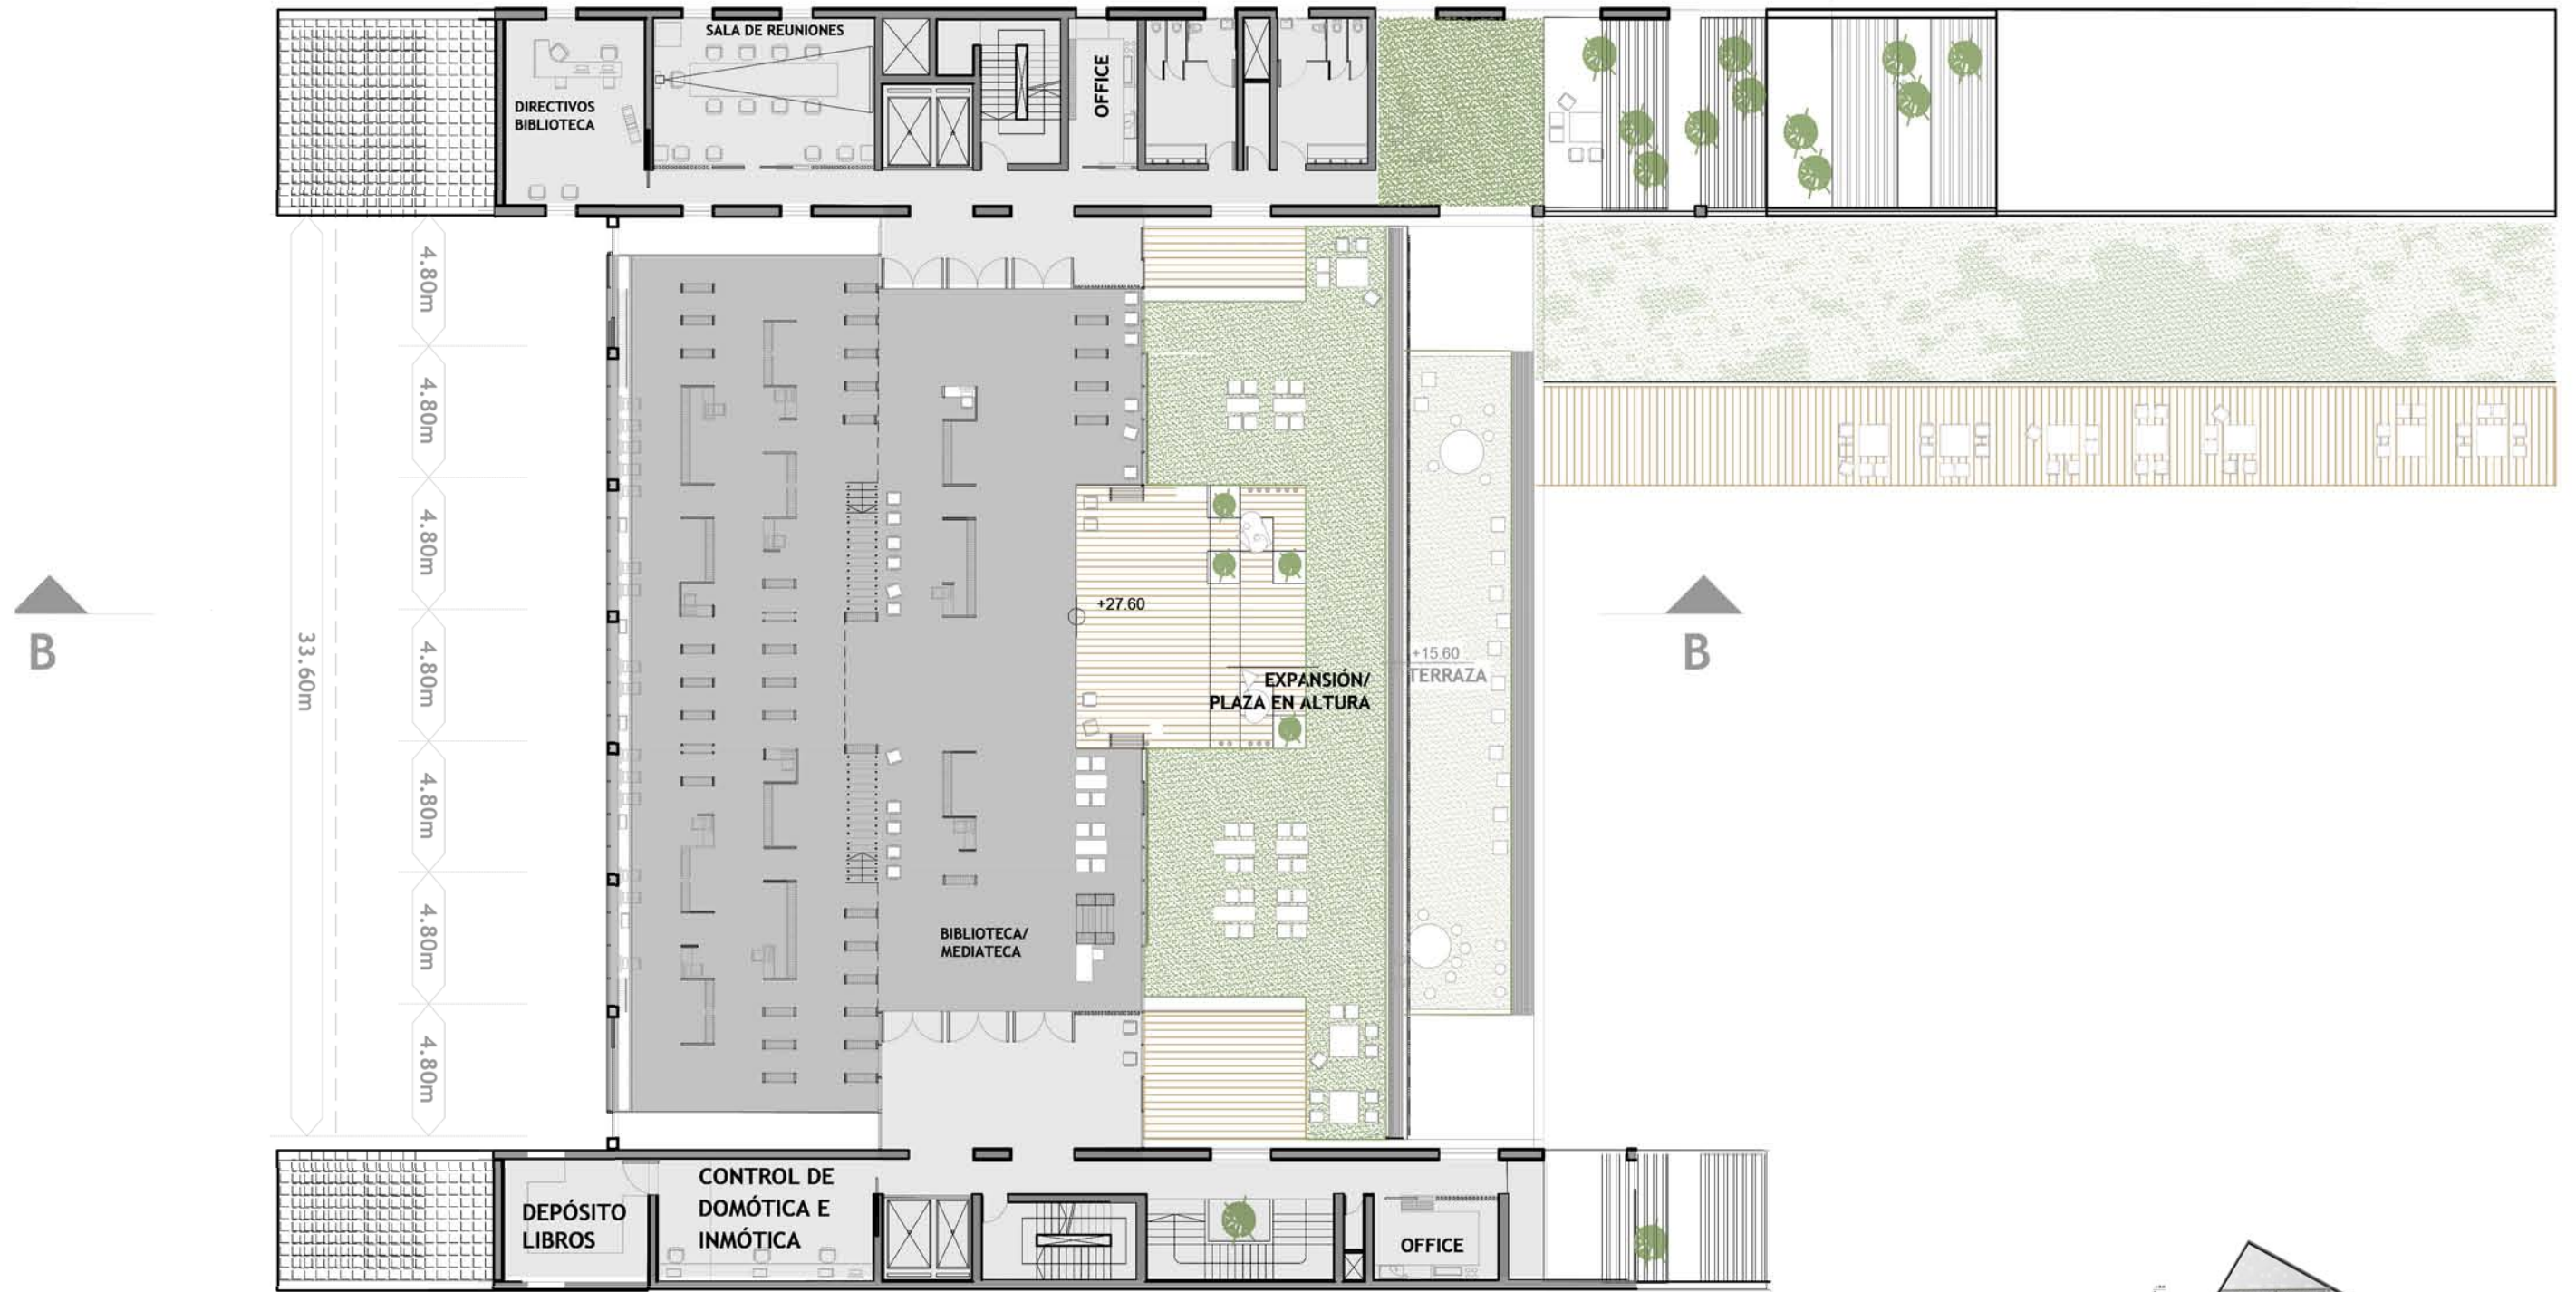 SALA DE REUNIONES
DIRECTIVOS
BIBLIOTECA
OFFICE
4.80m
4.80m
4.80m
4.80m
4.80m
4.80m
4.80m
33.60m
B
B
+27.60
EXPANSIÓN/
PLAZA EN ALTURA
+15.60
TERRAZA
BIBLIOTECA/
MEDIATECA
DEPÓSITO
LIBROS
CONTROL DE
DOMÓTICA E
INMÓTICA
OFFICE